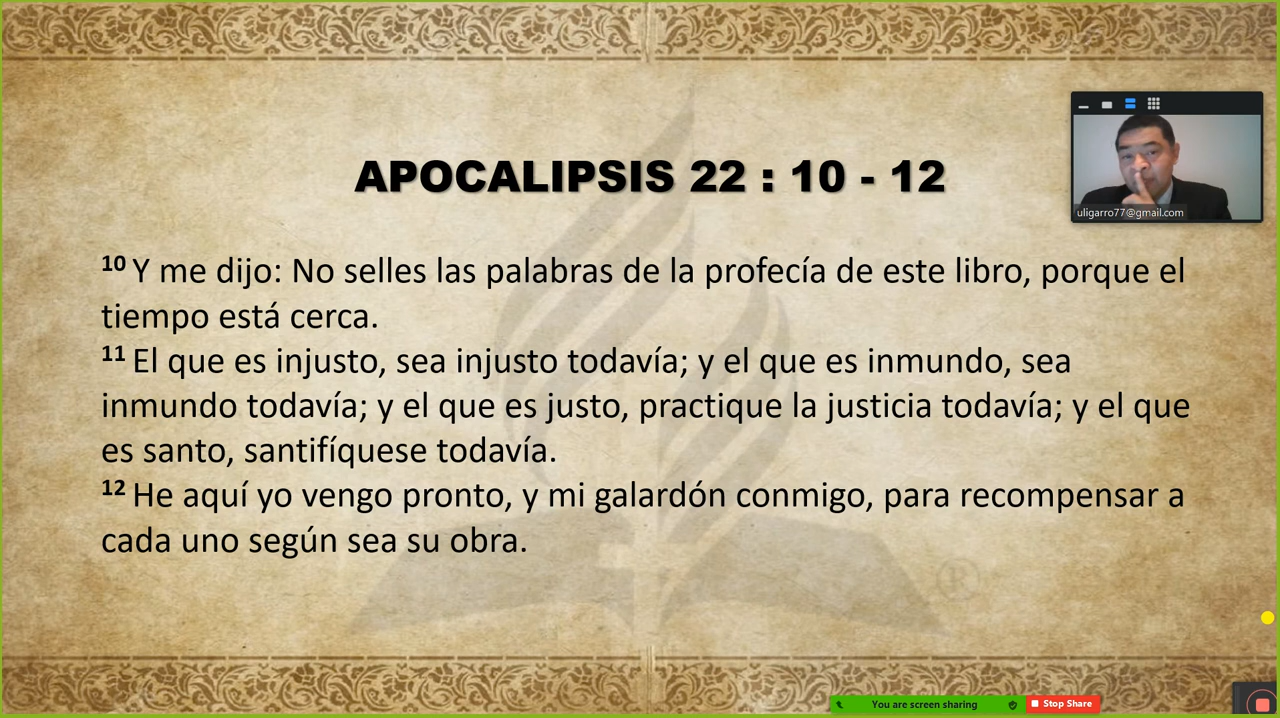 APOCALIPSIS 22 : 10 - 12
uligarro77@gmail.com
10 Y me dijo: No selles las palabras de la profecía de este libro, porque el
tiempo está cerca.
11 El que es injusto, sea injusto todavía; y el que es inmundo, sea
inmundo todavía; y el que es justo, practique la justicia todavía; y el que
es santo, santifíquese todavía.
12 He aquí yo vengo pronto, y mi galardón conmigo, para recompensar a
cada uno según sea su obra.
®
You are screen sharing
Stop Share